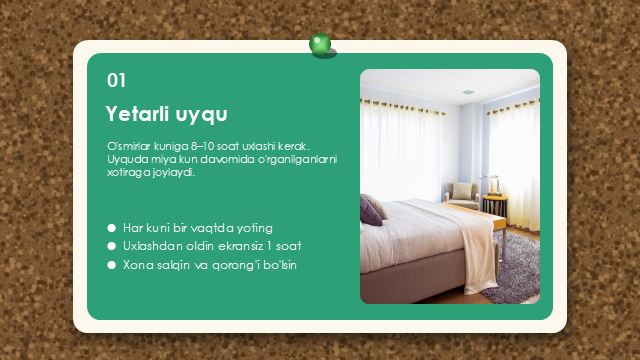 01
Yetarli uyqu
O'smirlar kuniga 8–10 soat uxlashi kerak.
Uyquda miya kun davomida o'rganilganlarni
xotiraga joylaydi.
● Har kuni bir vaqtda yoting
● Uxlashdan oldin ekransiz 1 soat
● Xona salqin va qorong'i bo'lsin